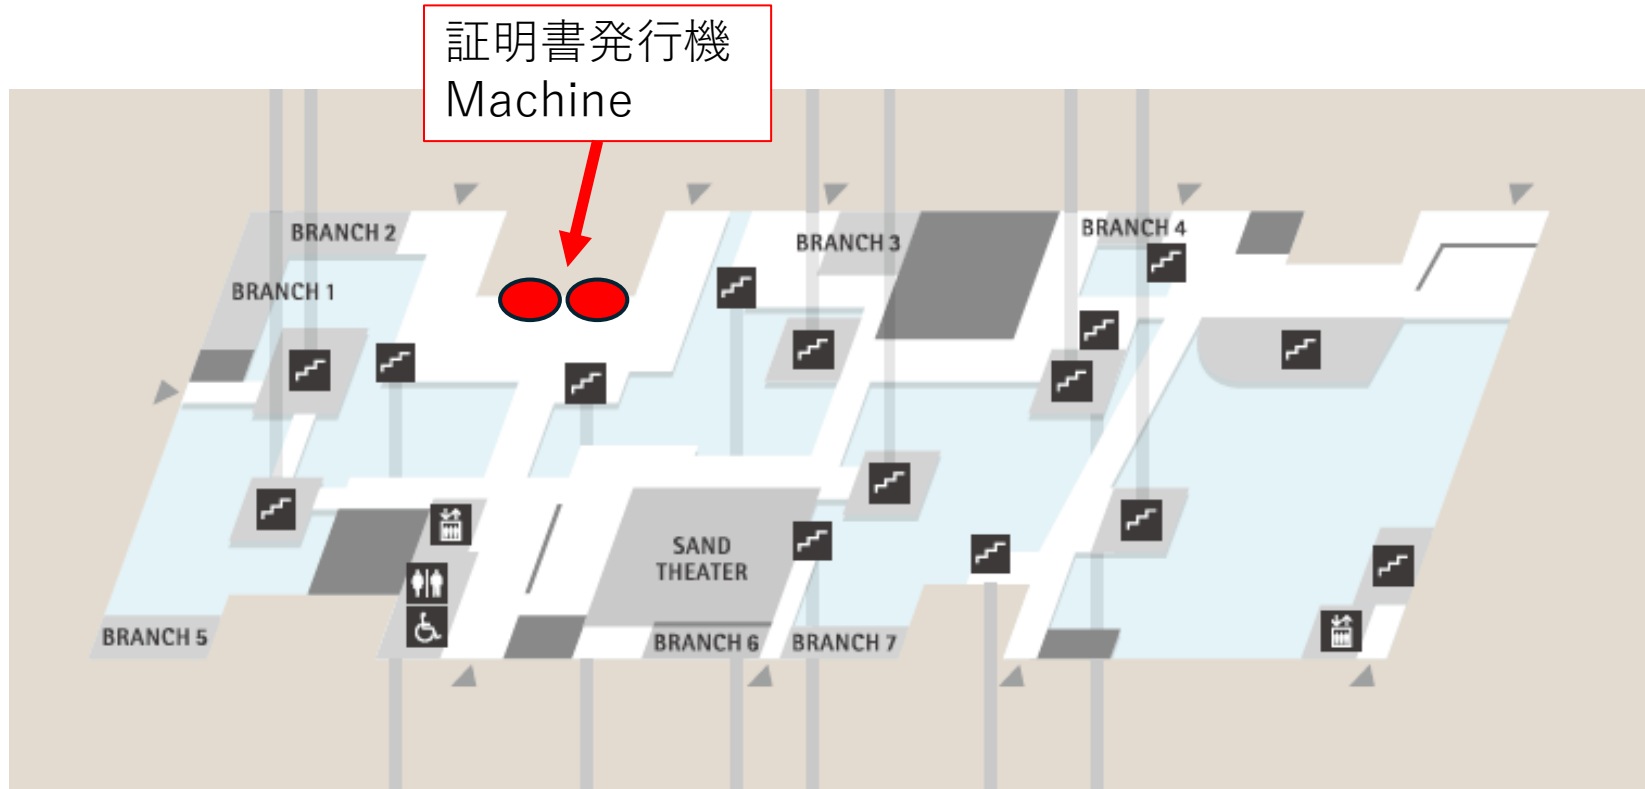 証明書発行機
Machine
BRANCH 2
BRANCH 3
BRANCH 4
BRANCH 1
SAND
THEATER
BRANCH 5
BRANCH 6
BRANCH 7